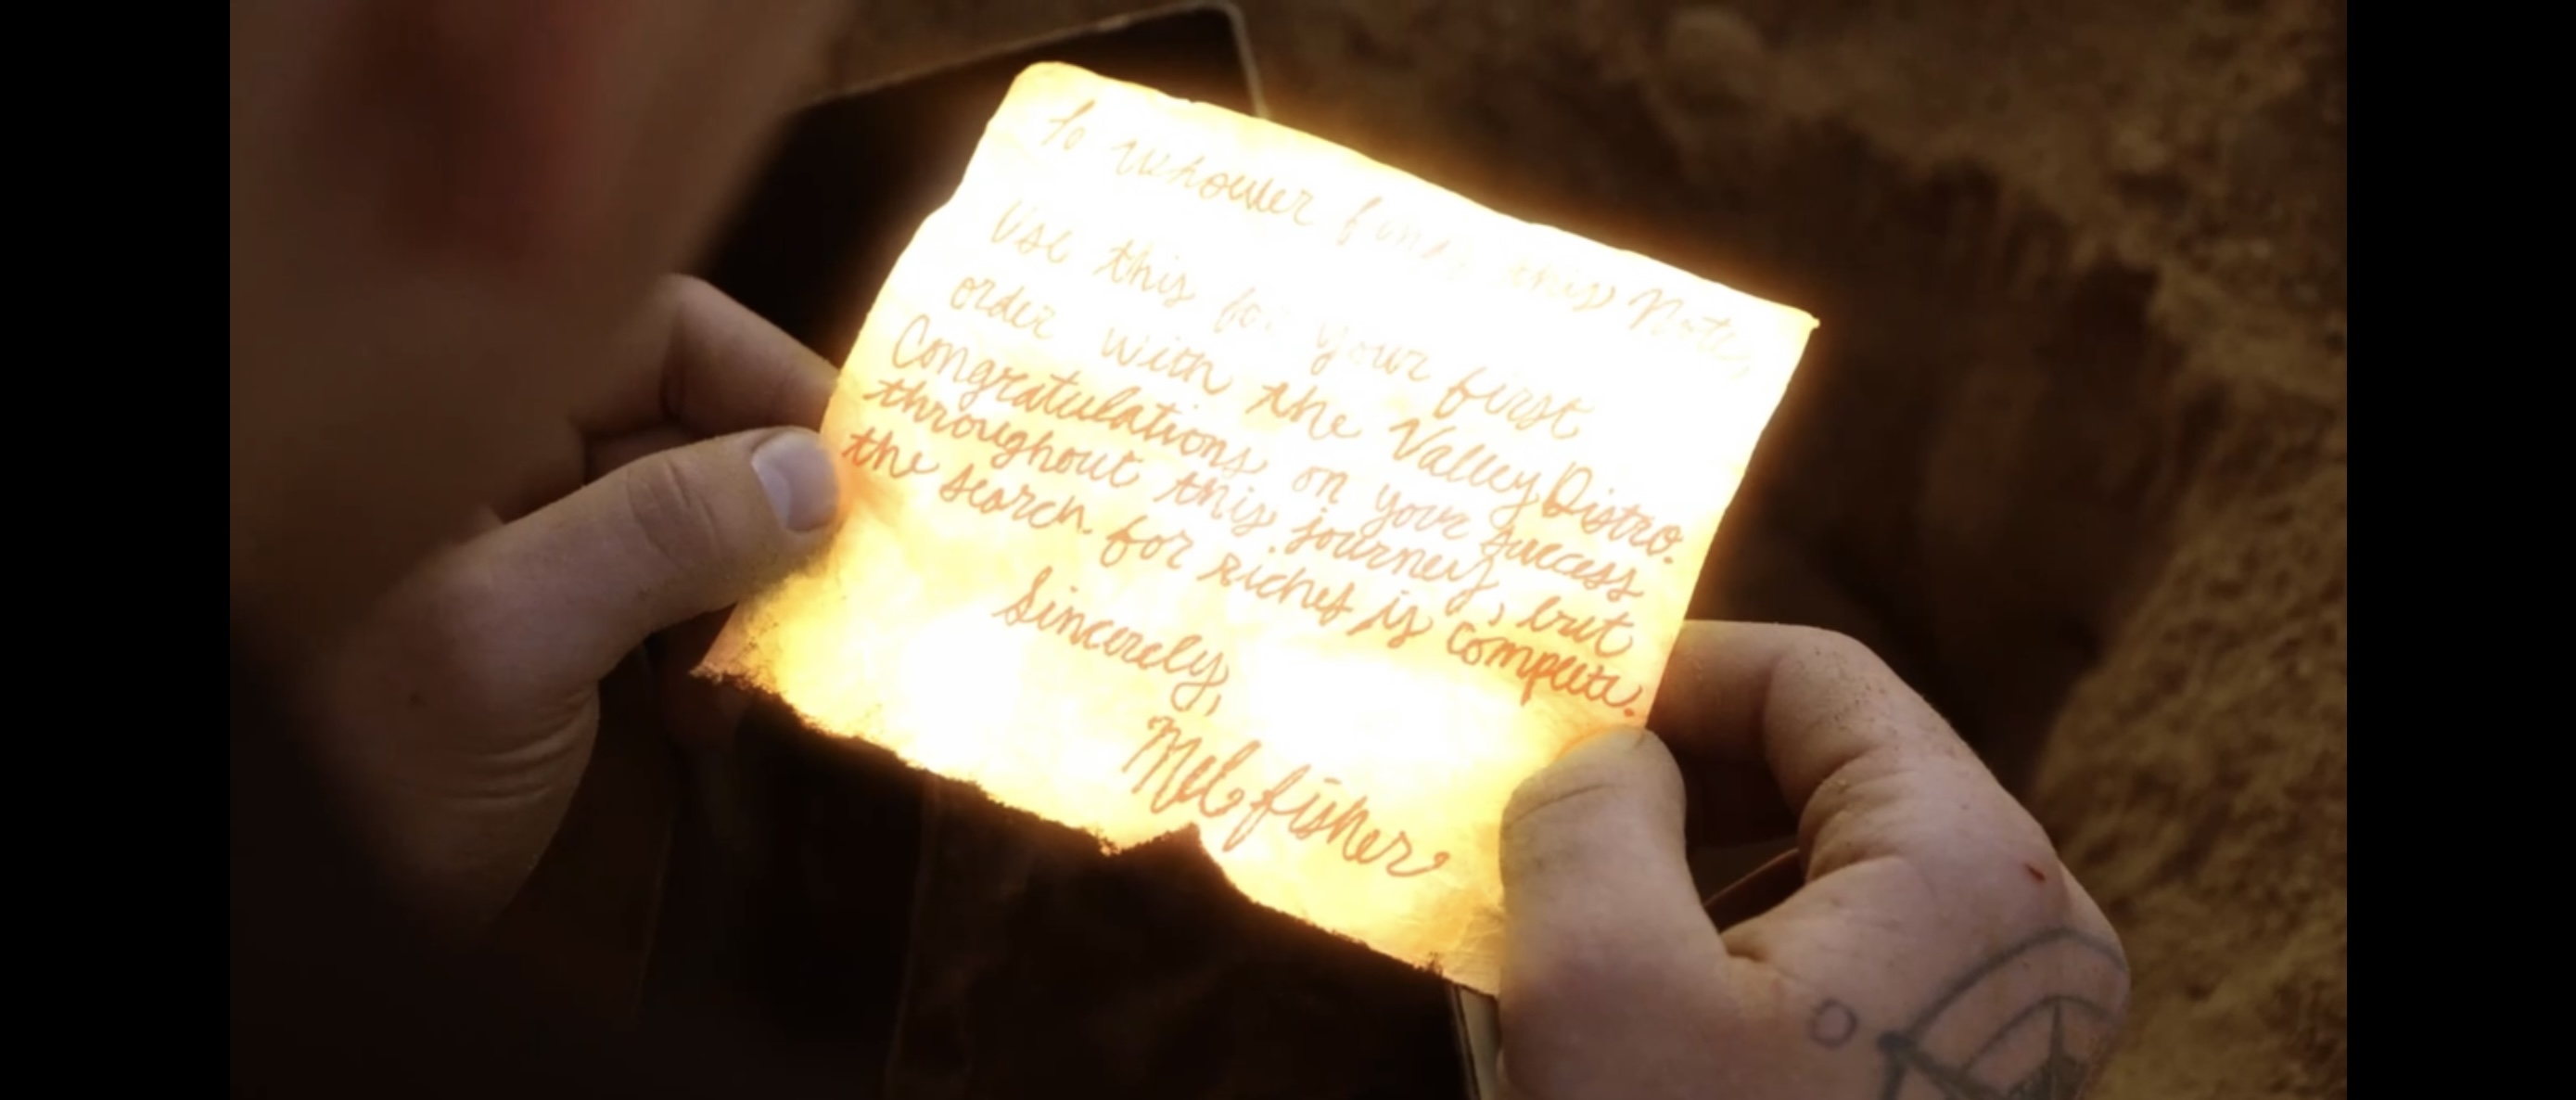 To whoever finds this Note,
Use this for your first
order with the Valley Distro.
Congratulations on your success
throughout this journey, but
the search for riches is complete.
Sincerely,
Mel fisher